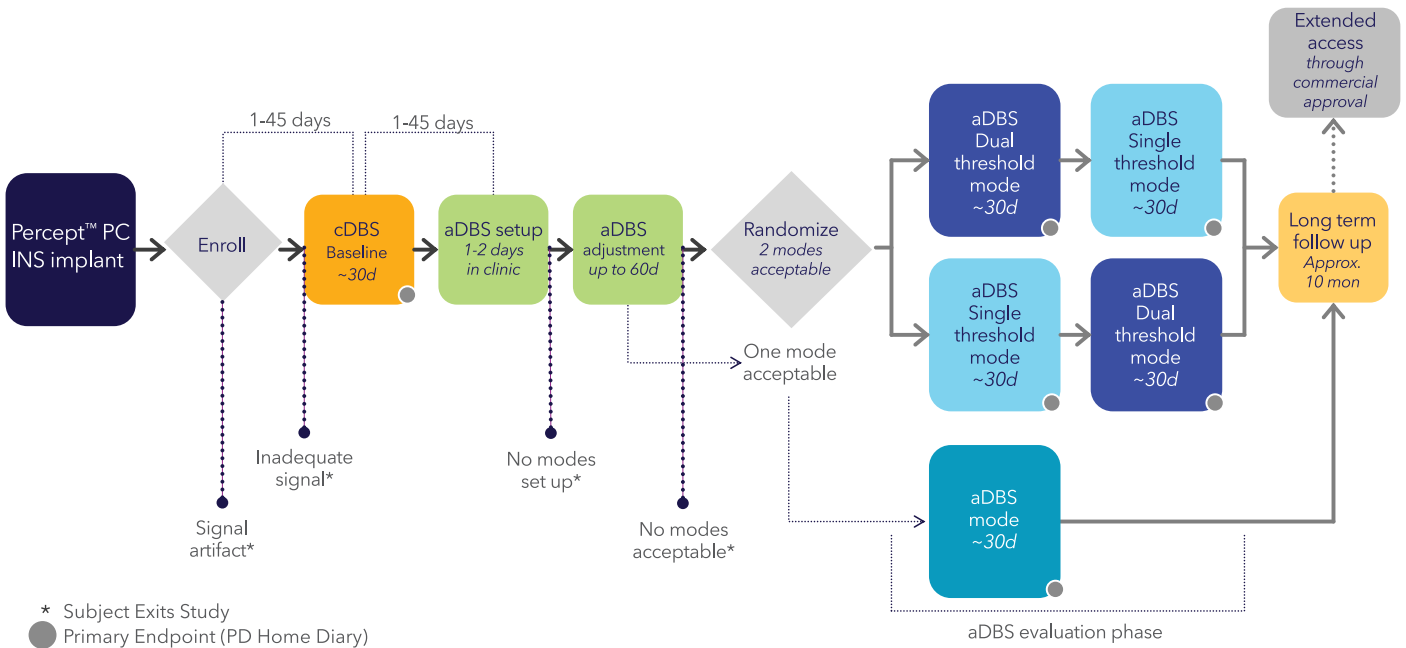 Percept™ PC
INS implant
1-45 days
1-45 days
Enroll
cDBS
Baseline
~30d
aDBS setup
1-2 days
in clinic
aDBS
adjustment
up to 60d
Randomize
2 modes
acceptable
One mode
acceptable
Signal
artifact*
Inadequate
signal*
No modes
set up*
No modes
acceptable*
aDBS
Dual
threshold
mode
~30d
aDBS
Single
threshold
mode
~30d
aDBS
Single
threshold
mode
~30d
aDBS
Dual
threshold
mode
~30d
aDBS
mode
~30d
aDBS evaluation phase
Extended
access
through
commercial
approval
Long term
follow up
Approx.
10 mon
* Subject Exits Study
Primary Endpoint (PD Home Diary)